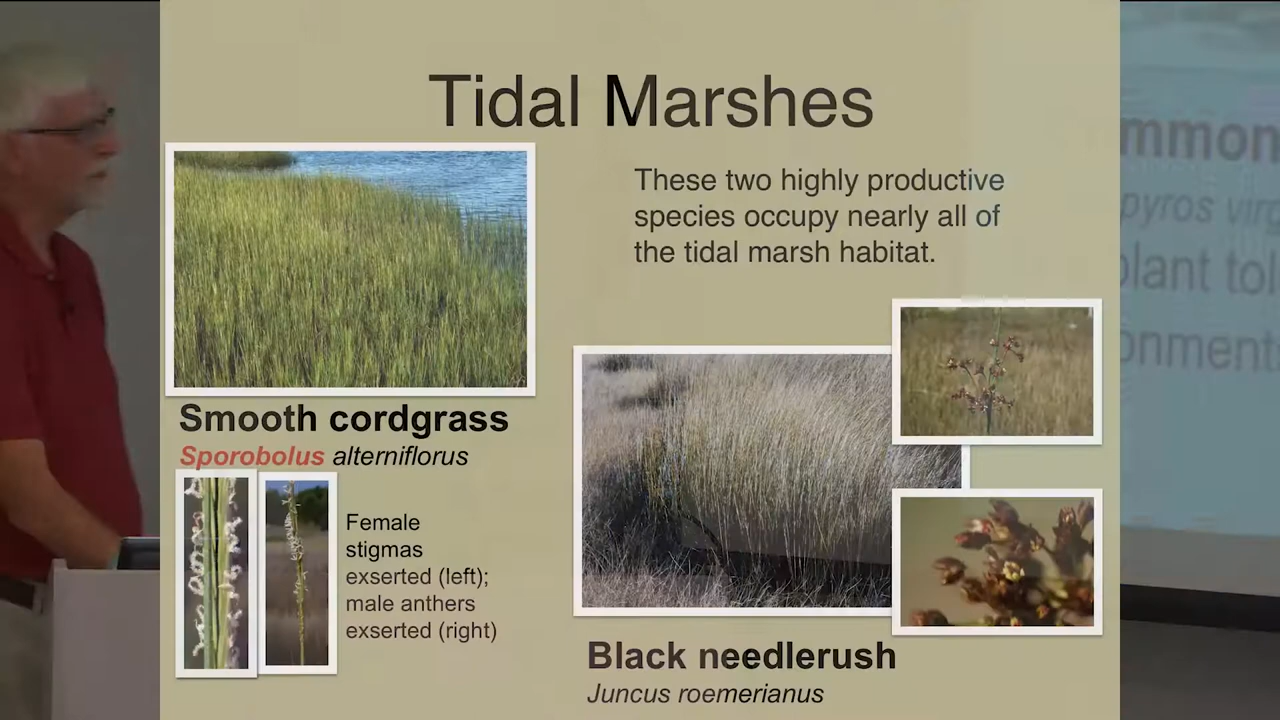 Tidal Marshes
These two highly productive
species occupy nearly all of
the tidal marsh habitat.
Smooth cordgrass
Sporobolus alterniflorus
Female
stigmas
exserted (left);
male anthers
exserted (right)
Black needlerush
Juncus roemerianus